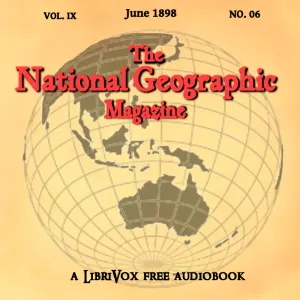 VOL. IX June 1898 NO. 06
The
National Geographic
Magazine
A LIBRIVOX FREE AUDIOBOOK